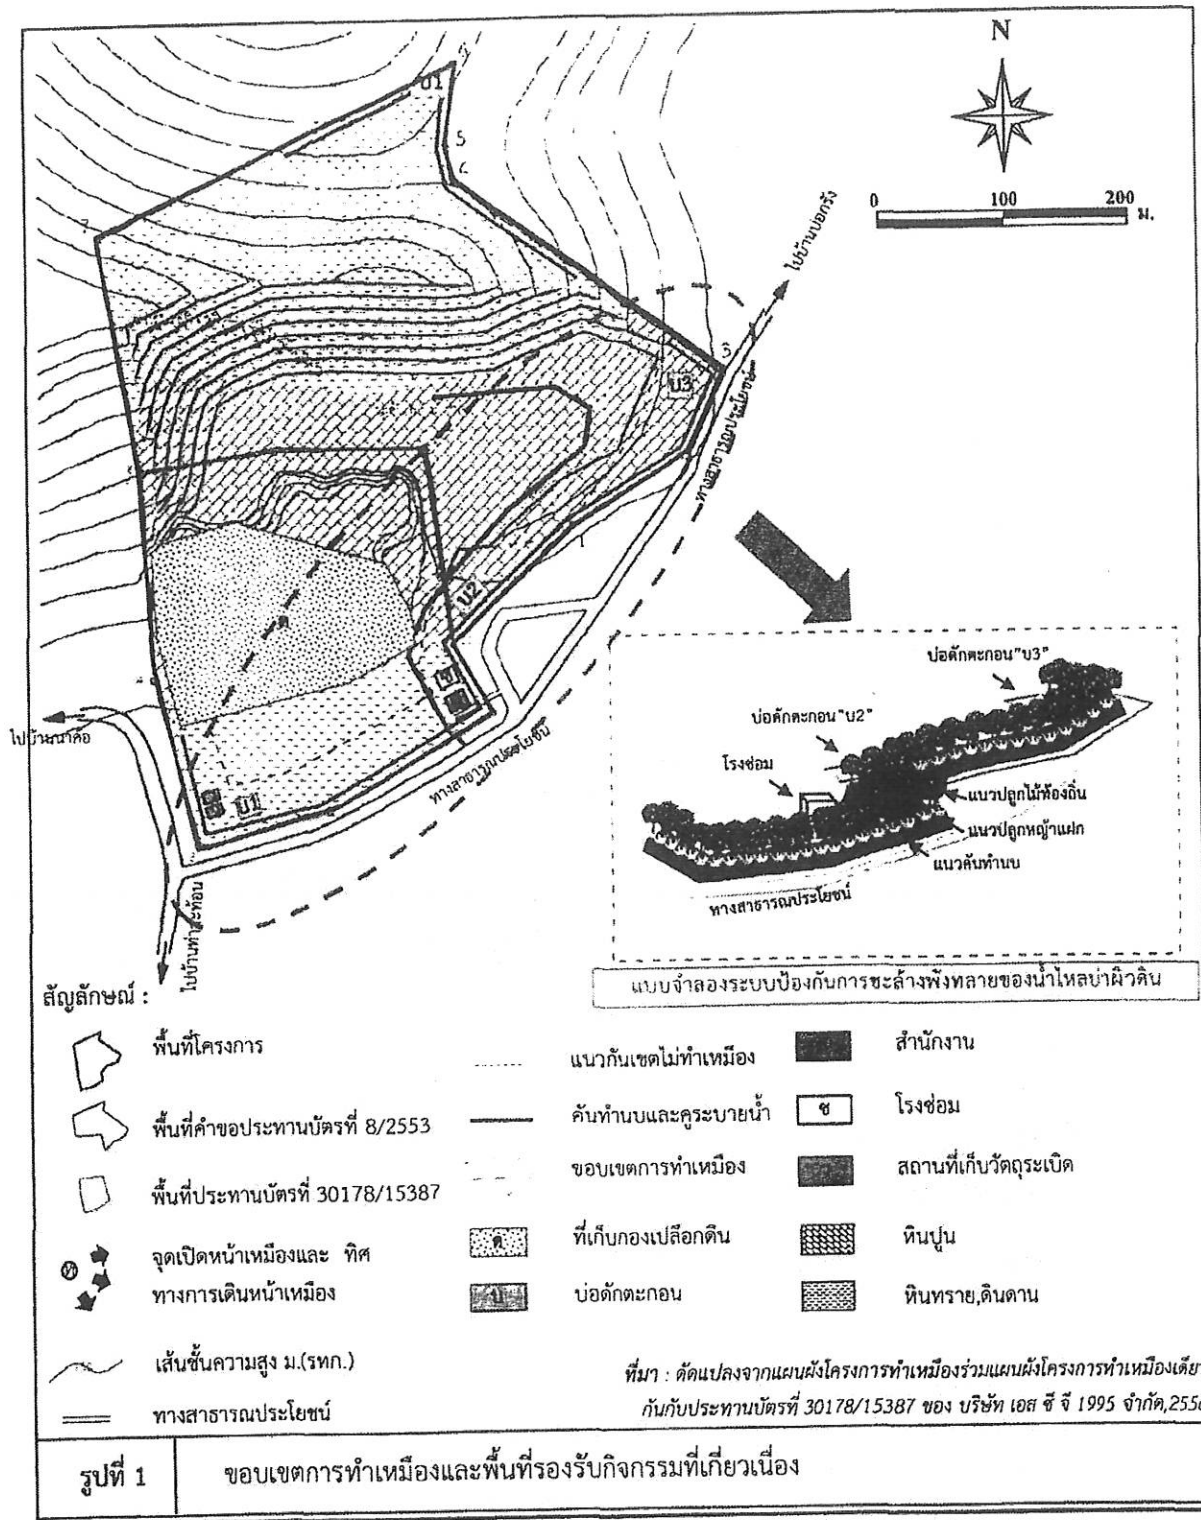 N
0 100 200 ม.
ไปบ้านบ่อกรัง
บ1
5
7
3
บ3
ทางสาธารณประโยชน์
บ2
1
ช
ไปบ้านนาคือ
ทางสาธารณประโยชน์
บ1
ไปบ้านท่าสะท้อน
บ่อดักตะกอน"บ3"
บ่อดักตะกอน"บ2"
โรงซ่อม
แนวปลูกไม้ท้องถิ่น
แนวปลูกหญ้าแฝก
แนวคันทำนบ
ทางสาธารณประโยชน์
แบบจำลองระบบป้องกันการชะล้างพังทลายของน้ำไหลบ่าผิวดิน
สัญลักษณ์ :
พื้นที่โครงการ
แนวกันเขตไม่ทำเหมือง
สำนักงาน
พื้นที่คำขอประทานบัตรที่ 8/2553
คันทำนบและคูระบายน้ำ
ช โรงซ่อม
พื้นที่ประทานบัตรที่ 30178/15387
ขอบเขตการทำเหมือง
สถานที่เก็บวัตถุระเบิด
จุดเปิดหน้าเหมืองและ ทิศ
ทางการเดินหน้าเหมือง
ด ที่เก็บกองเปลือกดิน
หินปูน
บ บ่อดักตะกอน
หินทราย,ดินดาน
เส้นชั้นความสูง ม.(รทก.)
ทางสาธารณประโยชน์
ที่มา : ดัดแปลงจากแผนผังโครงการทำเหมืองร่วมแผนผังโครงการทำเหมืองเดียว
กันกับประทานบัตรที่ 30178/15387 ของ บริษัท เอส ซี จี 1995 จำกัด,255
รูปที่ 1
ขอบเขตการทำเหมืองและพื้นที่รองรับกิจกรรมที่เกี่ยวเนื่อง